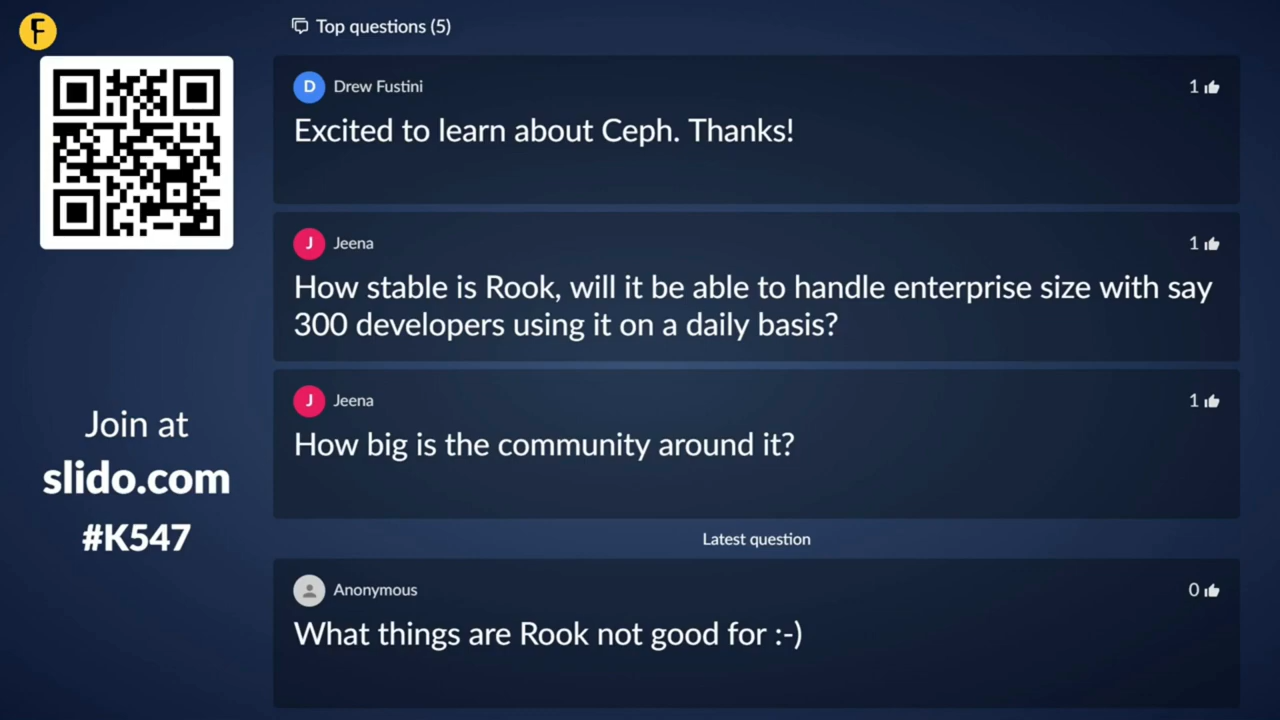 F
Top questions (5)
D Drew Fustini
1
Excited to learn about Ceph. Thanks!
J Jeena
1
How stable is Rook, will it be able to handle enterprise size with say
300 developers using it on a daily basis?
J Jeena
1
How big is the community around it?
Latest question
Anonymous
0
What things are Rook not good for :-)
Join at
slido.com
#K547